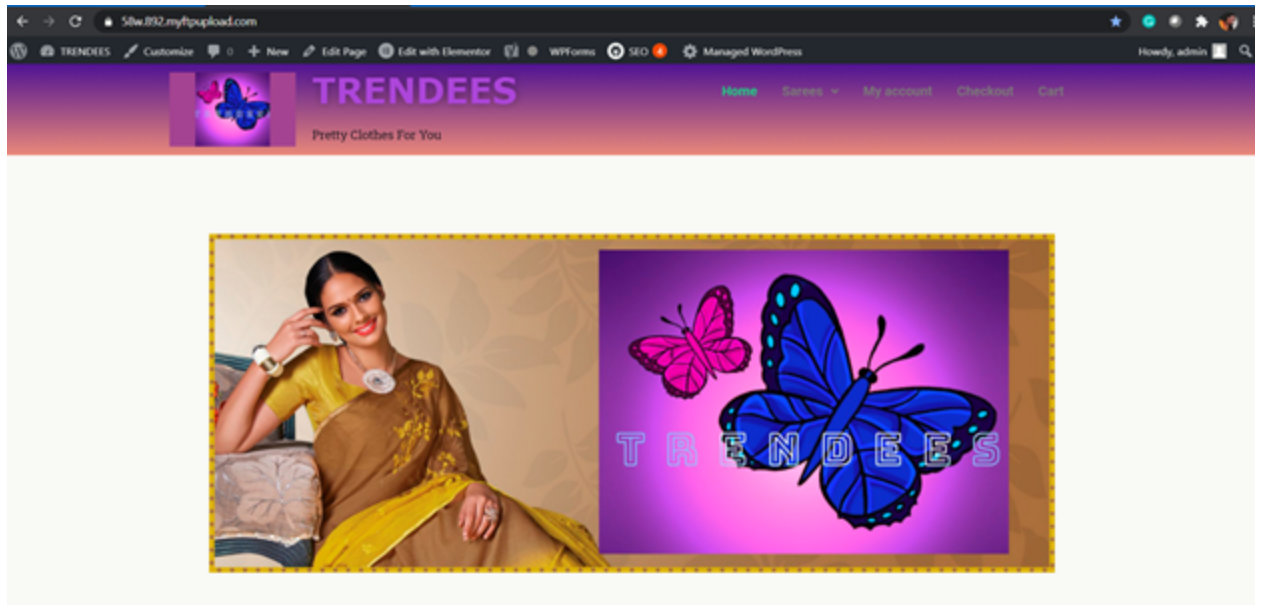 58w.892.myftpupload.com
TRENDEES Customize 0 New Edit Page Edit with Elementor WPForms SEO 4 Managed WordPress Howdy, admin
TRENDEES
TRENDEES Home Sarees My account Checkout Cart
Pretty Clothes For You
TRENDEES